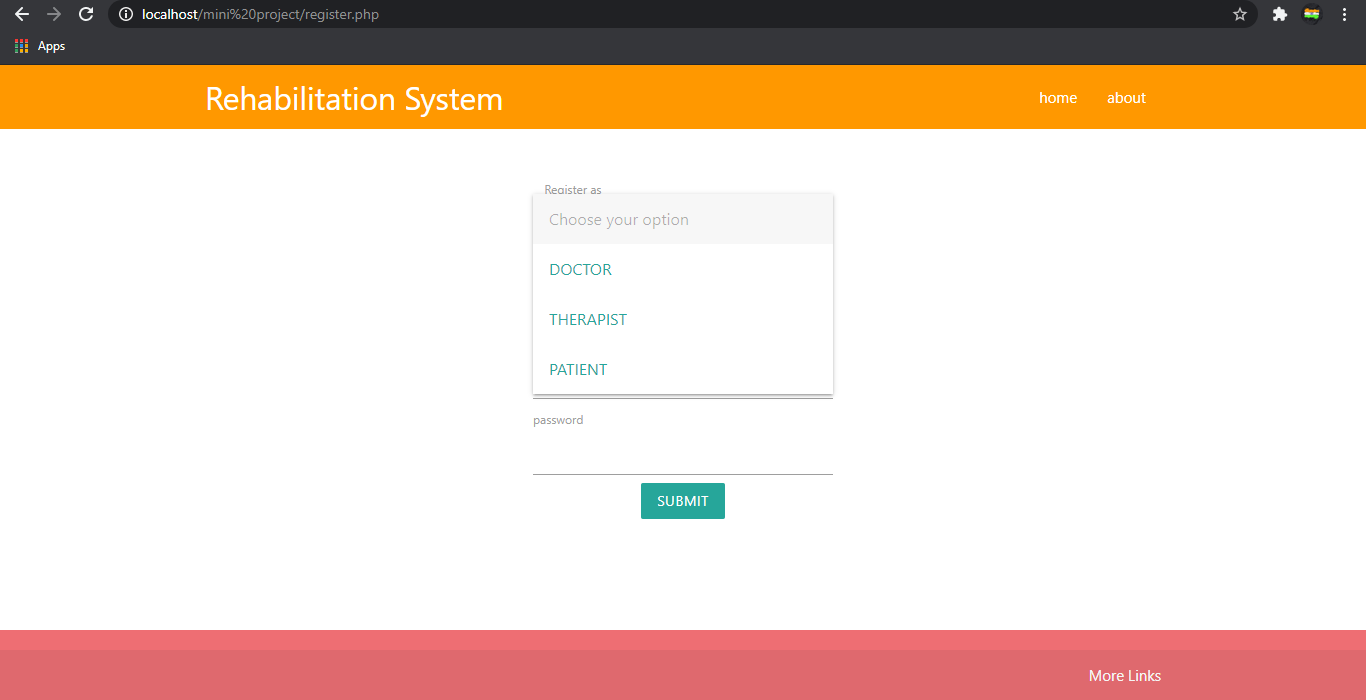 localhost/mini%20project/register.php
Apps
Rehabilitation System
home about
Register as
Choose your option
DOCTOR
THERAPIST
PATIENT
password
SUBMIT
More Links